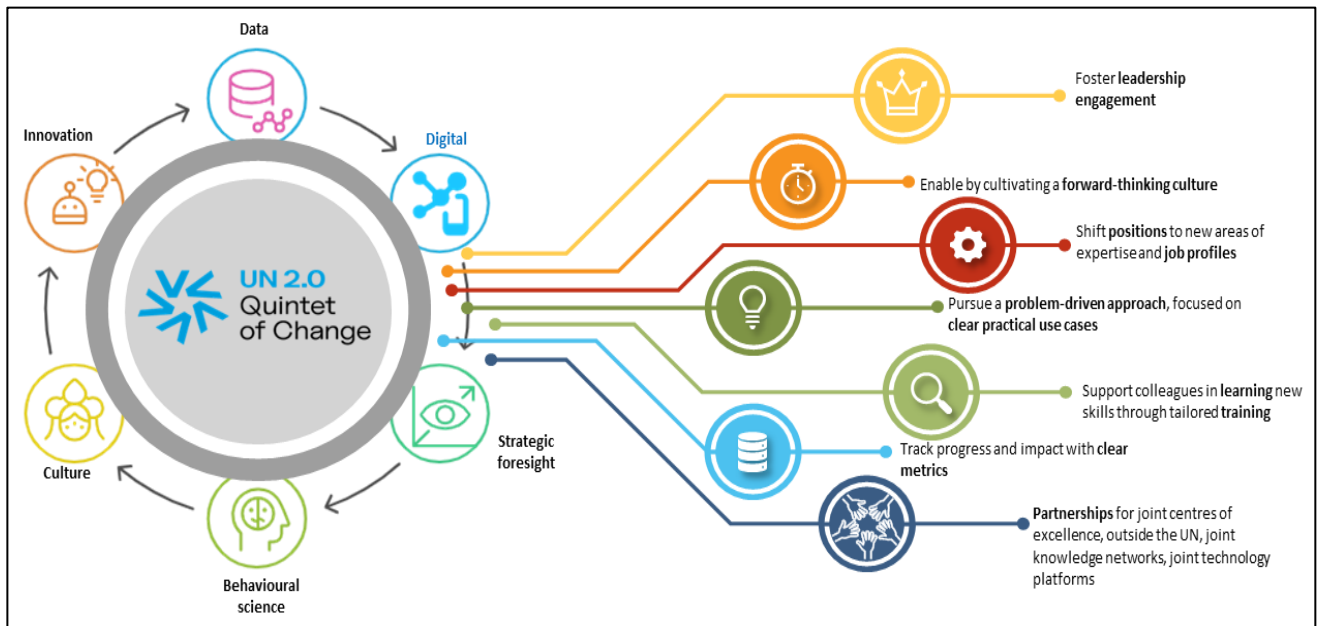 Data
Innovation
Digital
UN 2.0
Quintet
of Change
Culture
Strategic
foresight
Behavioural
science
Foster leadership
engagement
Enable by cultivating a forward-thinking culture
Shift positions to new areas of
expertise and job profiles
Pursue a problem-driven approach, focused on
clear practical use cases
Support colleagues in learning new
skills through tailored training
Track progress and impact with clear
metrics
Partnerships for joint centres of
excellence, outside the UN, joint
knowledge networks, joint technology
platforms